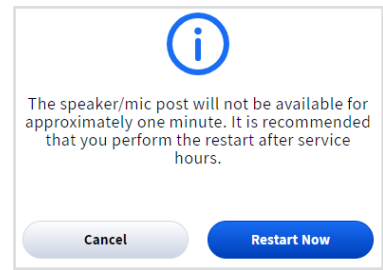 The speaker/mic post will not be available for
approximately one minute. It is recommended
that you perform the restart after service
hours.
Cancel
Restart Now